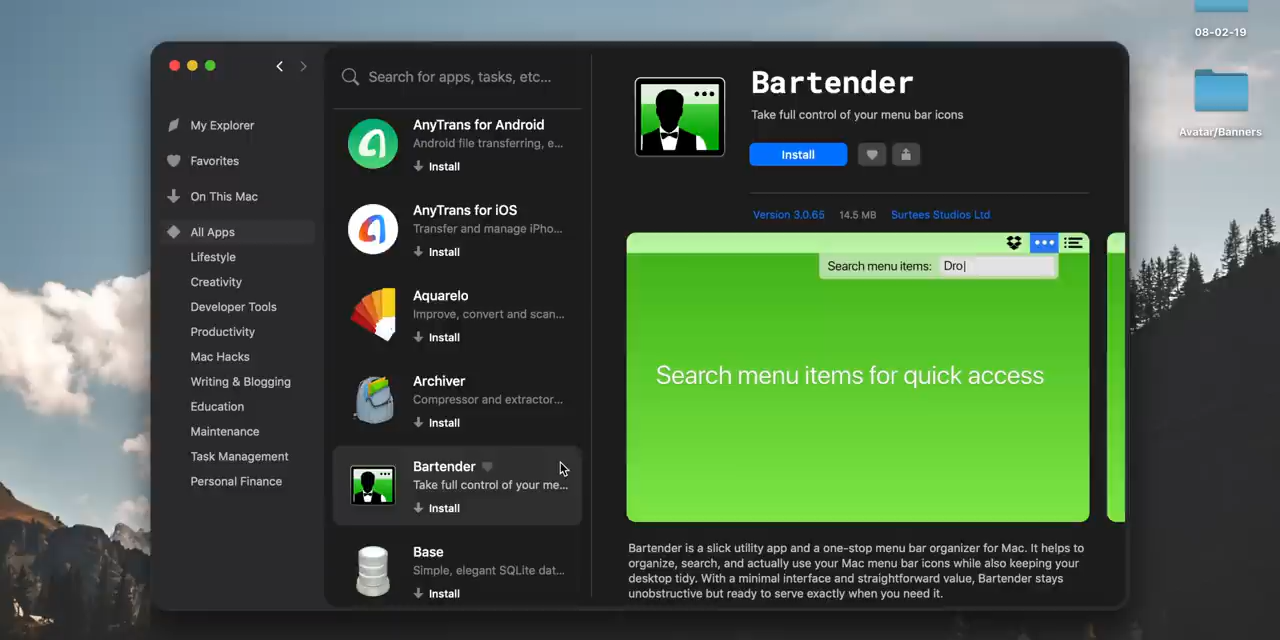 08-02-19
Avatar/Banners
My Explorer
Favorites
On This Mac
All Apps
Lifestyle
Creativity
Developer Tools
Productivity
Mac Hacks
Writing & Blogging
Education
Maintenance
Task Management
Personal Finance
Search for apps, tasks, etc...
AnyTrans for Android
Android file transferring, e...
Install
AnyTrans for iOS
Transfer and manage iPho...
Install
Aquarelo
Improve, convert and scan...
Install
Archiver
Compressor and extractor...
Install
Bartender
Take full control of your me...
Install
Base
Simple, elegant SQLite dat...
Install
Bartender
Take full control of your menu bar icons
Install
Version 3.0.65 14.5 MB Surtees Studios Ltd
Search menu items: Dro
Search menu items for quick access
Bartender is a slick utility app and a one-stop menu bar organizer for Mac. It helps to
organize, search, and actually use your Mac menu bar icons while also keeping your
desktop tidy. With a minimal interface and straightforward value, Bartender stays
unobstructive but ready to serve exactly when you need it.